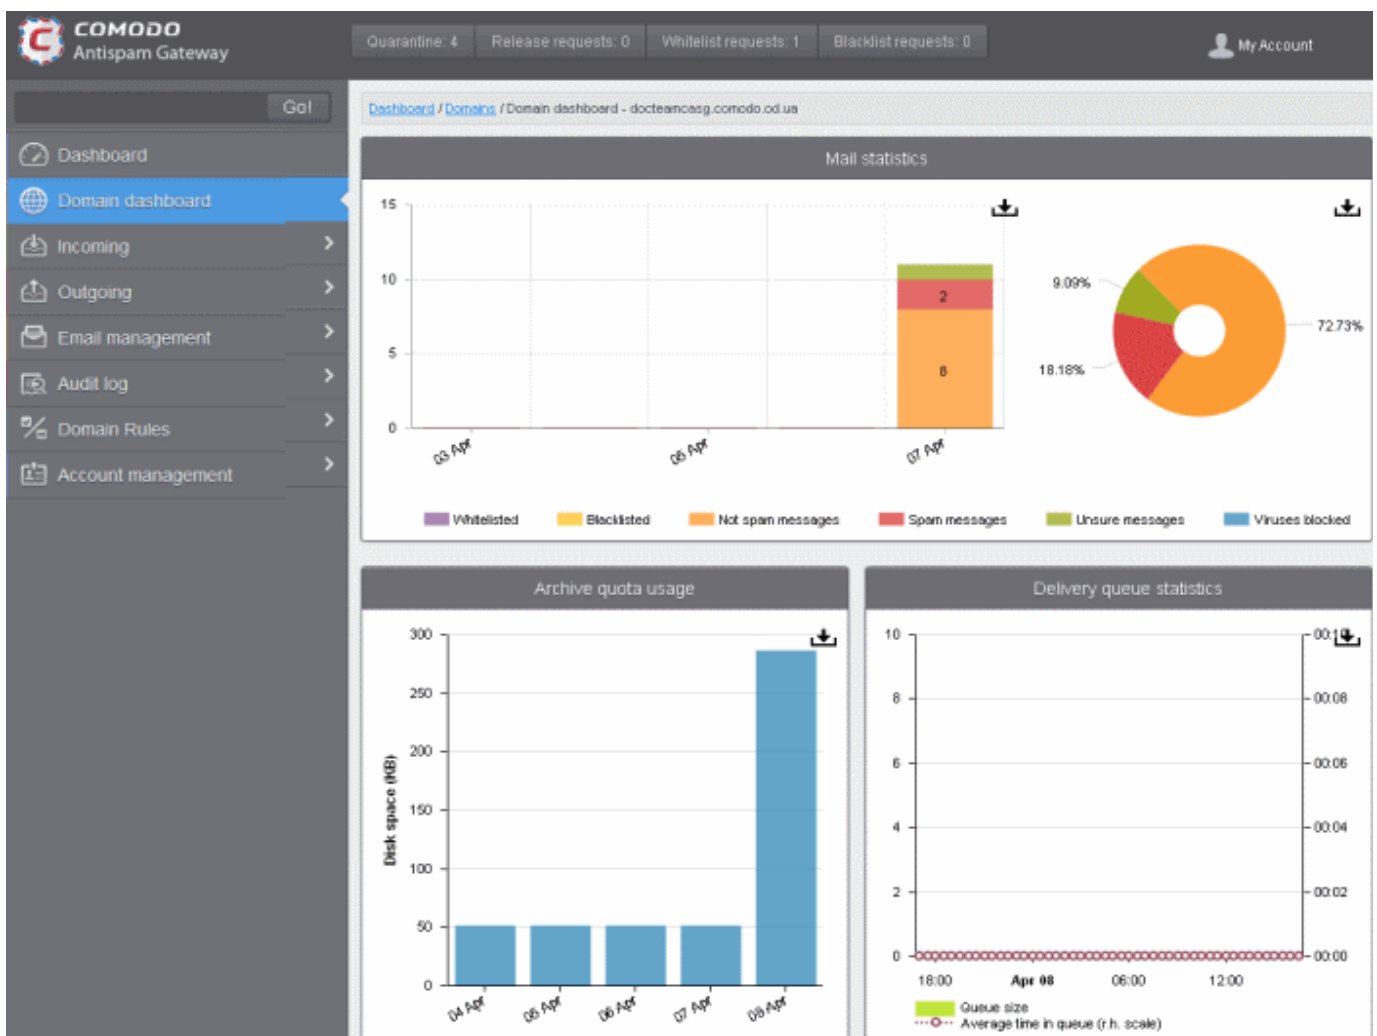 COMODO
Antispam Gateway
Quarantine: 4
Release requests: 0
Whitelist requests: 1
Blacklist requests: 0
My Account
Go!
Dashboard / Domains / Domain dashboard - docteamcasg.comodo.od.ua
Dashboard
Domain dashboard
Incoming
Outgoing
Email management
Audit log
Domain Rules
Account management
Mail statistics
15
10
5
0
2
8
03 Apr
05 Apr
07 Apr
9.09%
72.73%
18.18%
Whitelisted
Blacklisted
Not spam messages
Spam messages
Unsure messages
Viruses blocked
Archive quota usage
300
250
200
150
100
50
0
Disk space (KB)
04 Apr
05 Apr
06 Apr
07 Apr
08 Apr
Delivery queue statistics
10
8
6
4
2
0
00:08
00:06
00:04
00:02
00:00
18:00
Apr 08
06:00
12:00
Queue size
Average time in queue (r.h. scale)